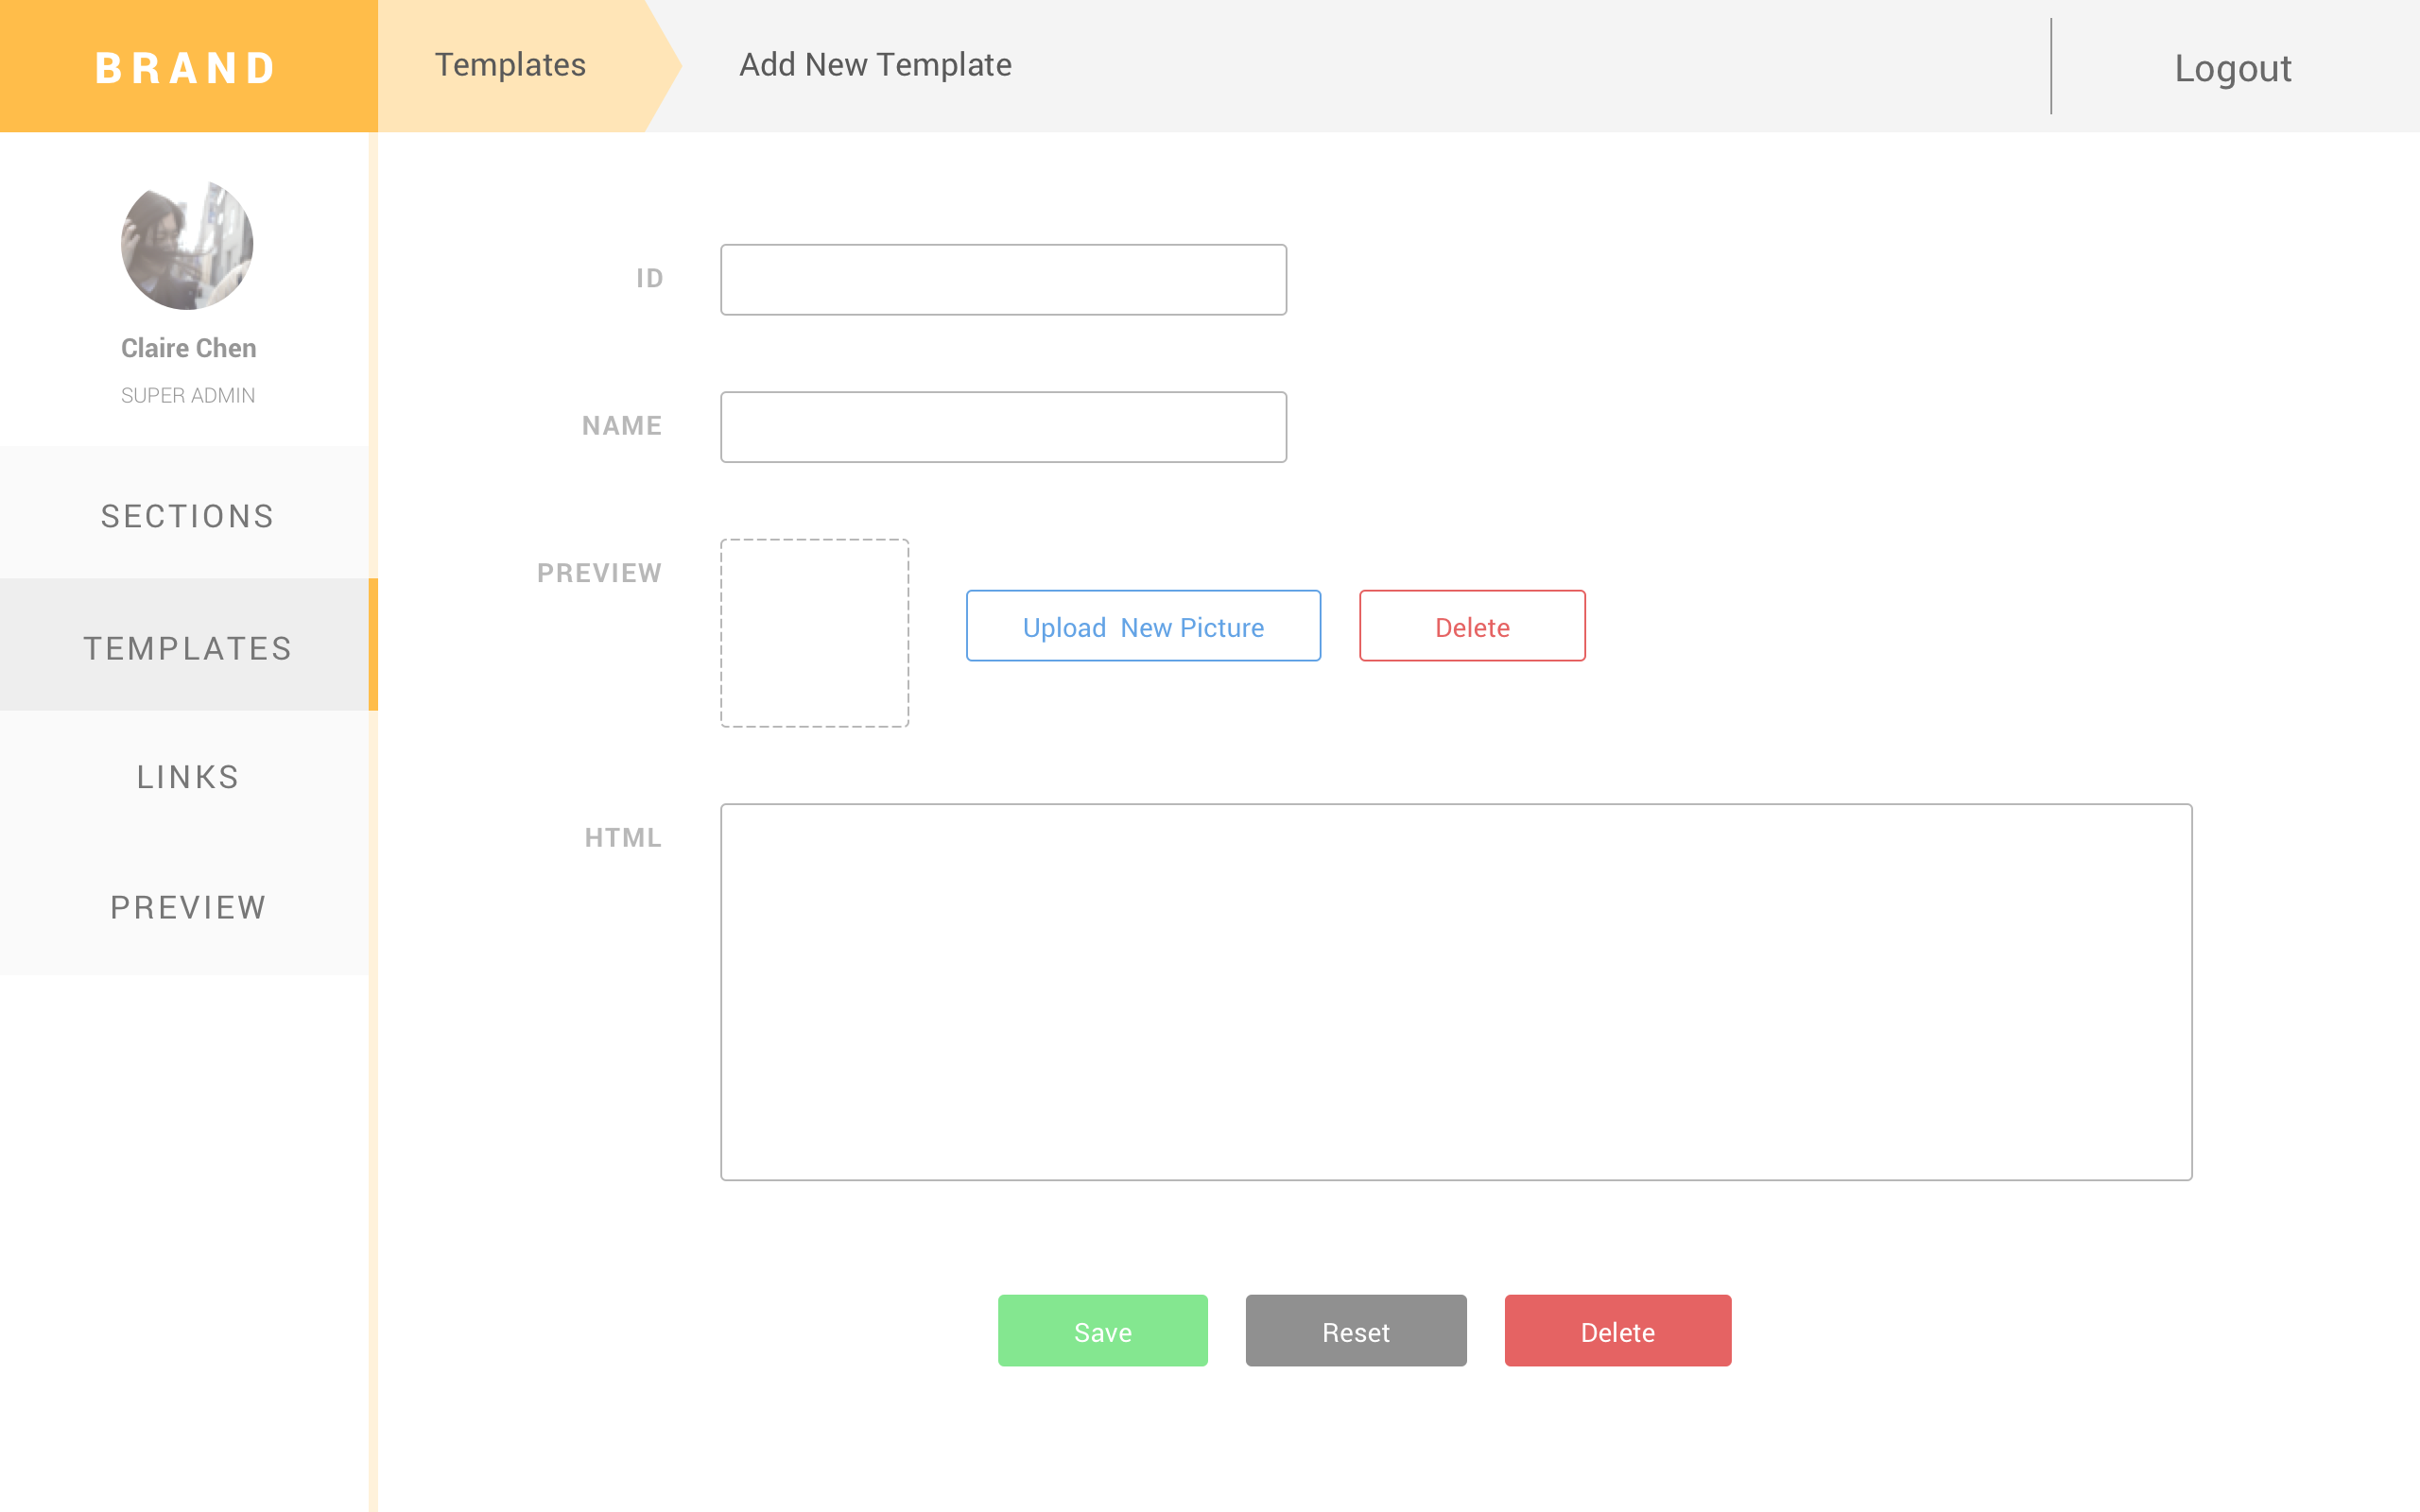 BRAND
Templates
Add New Template
Logout
Claire Chen
SUPER ADMIN
SECTIONS
TEMPLATES
LINKS
PREVIEW
ID
NAME
PREVIEW
Upload  New Picture
Delete
HTML
Save
Reset
Delete